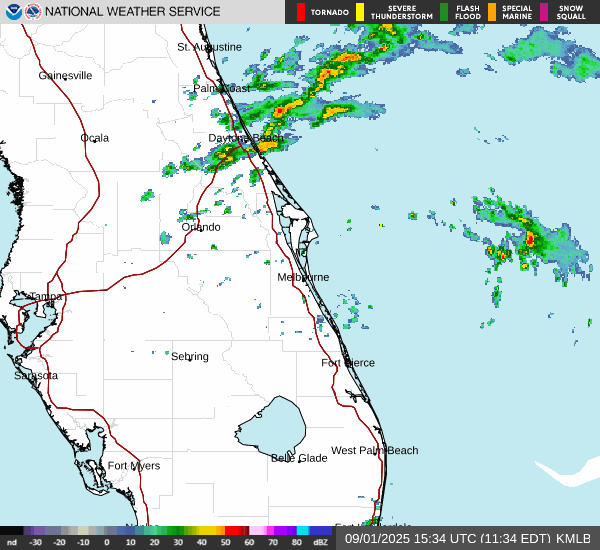 NATIONAL WEATHER SERVICE
TORNADO
SEVERE
THUNDERSTORM
FLASH
FLOOD
SPECIAL
MARINE
SNOW
SQUALL
St. Augustine
Gainesville
Palm Coast
Ocala
Daytona Beach
Orlando
Melbourne
Tampa
Sebring
Fort Pierce
Sarasota
West Palm Beach
Belle Glade
Fort Myers
nd -30 -20 -10 0 10 20 30 40 50 60 70 80 dBZ
09/01/2025 15:34 UTC (11:34 EDT) KMLB